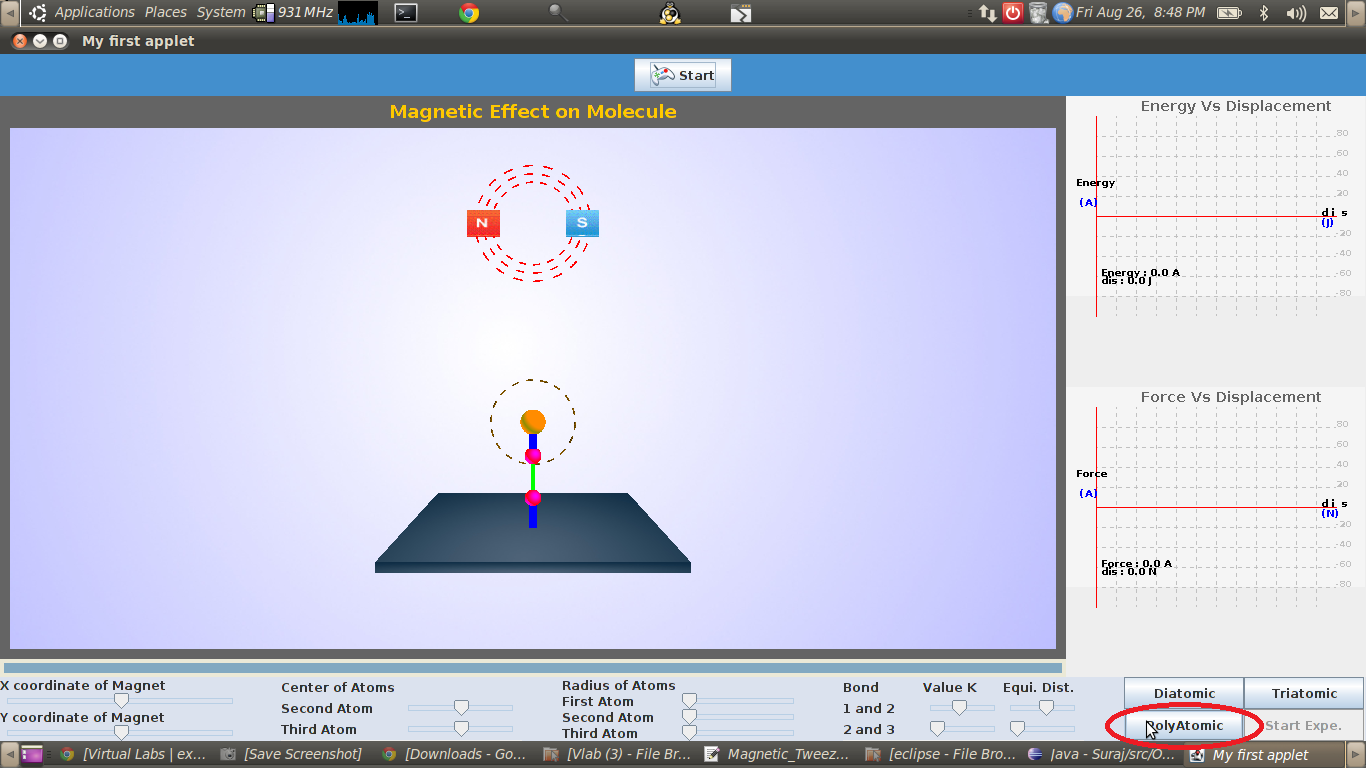 Applications Places System 931 MHz Fri Aug 26, 8:48 PM
My first applet
Start
Magnetic Effect on Molecule
N
S
Energy Vs Displacement
80
60
40
20
Energy
(A)
d i s
(J)
-20
-40
-60
-80
Energy : 0.0 A
dis : 0.0 J
Force Vs Displacement
80
60
40
20
Force
(A)
d i s
(N)
-20
-40
-60
-80
Force : 0.0 A
dis : 0.0 N
X coordinate of Magnet
Y coordinate of Magnet
Center of Atoms
Second Atom
Third Atom
Radius of Atoms
First Atom
Second Atom
Third Atom
Bond Value K Equi. Dist.
1 and 2
2 and 3
Diatomic Triatomic
PolyAtomic Start Expe.
[Virtual Labs | ex... [Save Screenshot] [Downloads - Go... [Vlab (3) - File Br... Magnetic_Tweez... [eclipse - File Bro... Java - Suraj/src/O... My first applet